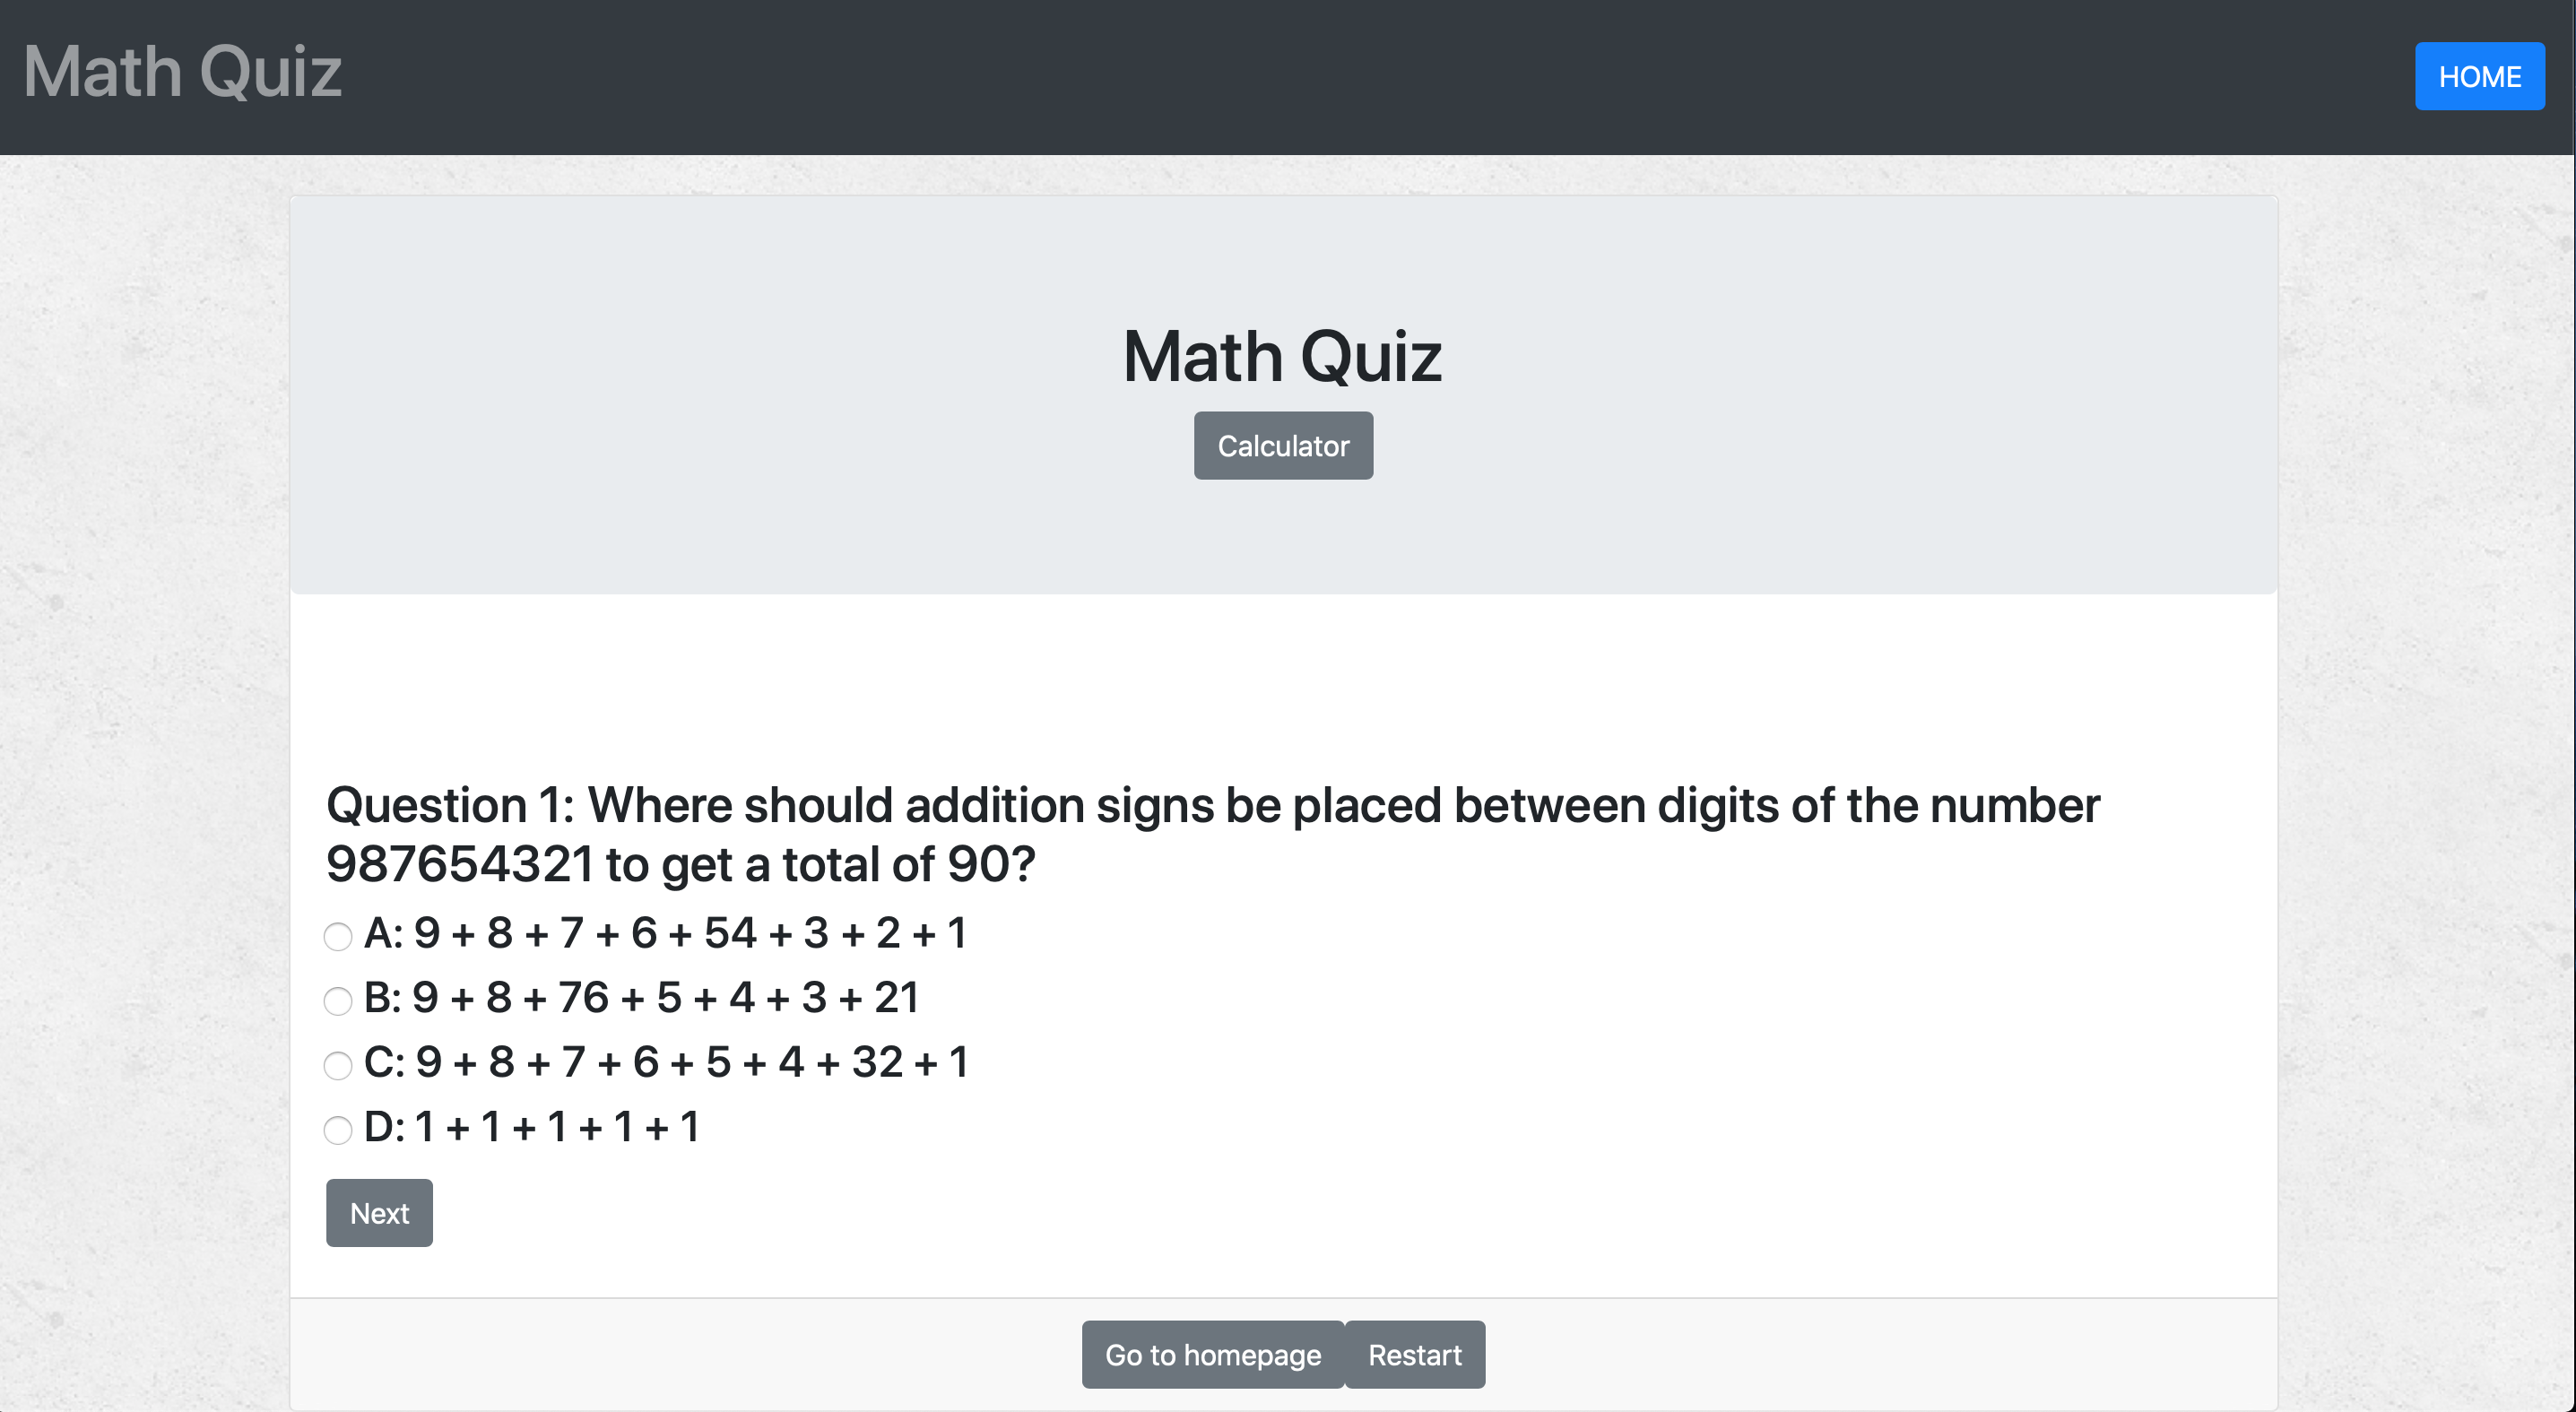 Math Quiz
HOME
Math Quiz
Calculator
Question 1: Where should addition signs be placed between digits of the number
987654321 to get a total of 90?
A: 9 + 8 + 7 + 6 + 54 + 3 + 2 + 1
B: 9 + 8 + 76 + 5 + 4 + 3 + 21
C: 9 + 8 + 7 + 6 + 5 + 4 + 32 + 1
D: 1 + 1 + 1 + 1 + 1
Next
Go to homepage
Restart